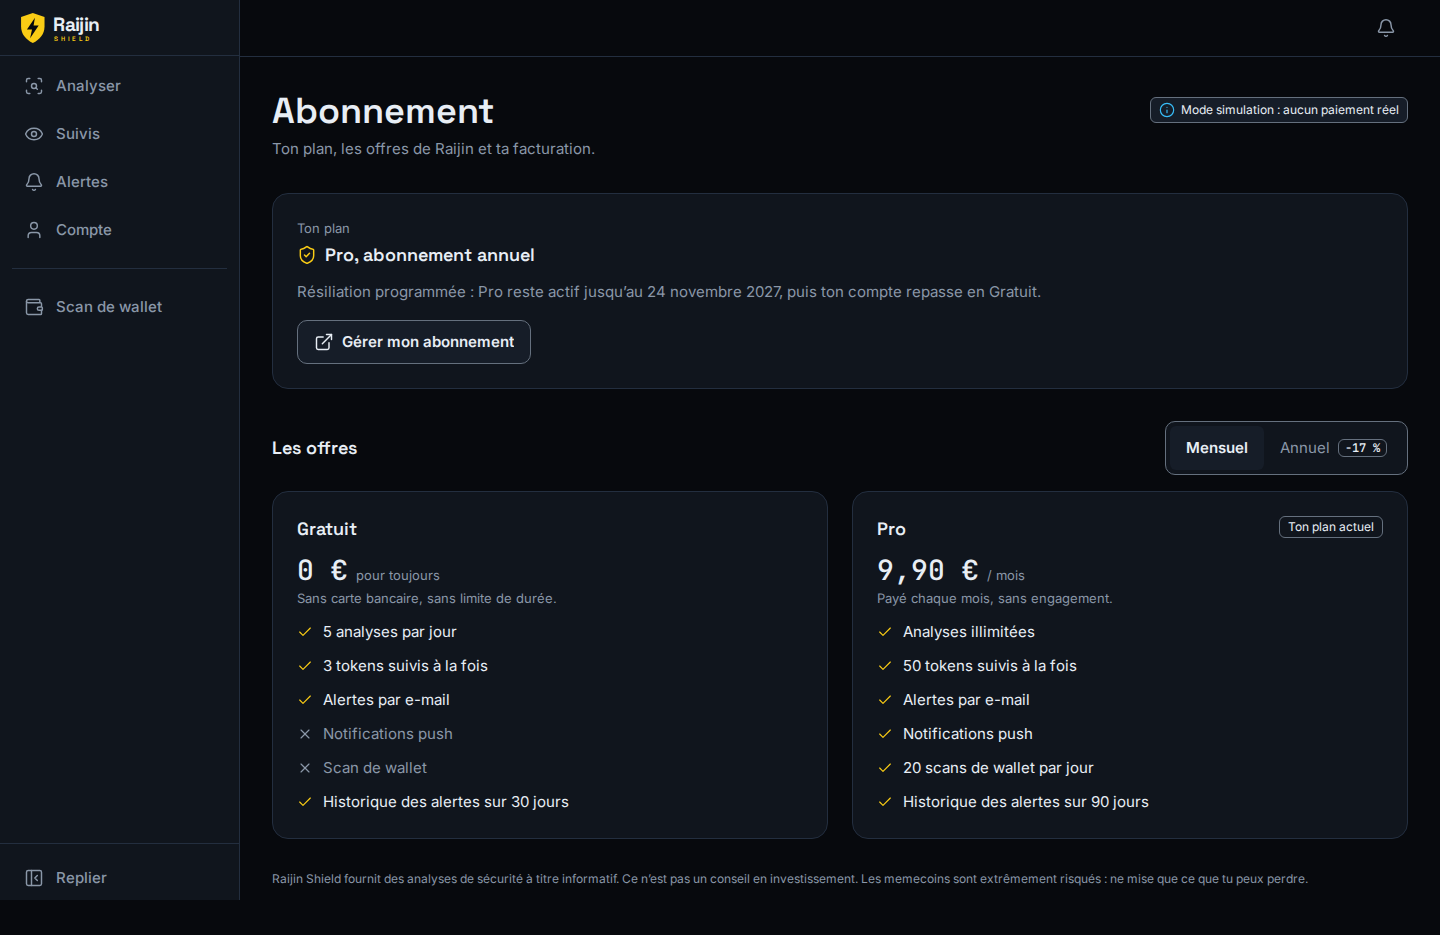 Raijin
SHIELD
Analyser
Suivis
Alertes
Compte
Scan de wallet
Replier
Abonnement
Mode simulation : aucun paiement réel
Ton plan, les offres de Raijin et ta facturation.
Ton plan
Pro, abonnement annuel
Résiliation programmée : Pro reste actif jusqu’au 24 novembre 2027, puis ton compte repasse en Gratuit.
Gérer mon abonnement
Les offres
Mensuel
Annuel -17 %
Gratuit
0 € pour toujours
Sans carte bancaire, sans limite de durée.
5 analyses par jour
3 tokens suivis à la fois
Alertes par e-mail
Notifications push
Scan de wallet
Historique des alertes sur 30 jours
Pro
Ton plan actuel
9,90 € / mois
Payé chaque mois, sans engagement.
Analyses illimitées
50 tokens suivis à la fois
Alertes par e-mail
Notifications push
20 scans de wallet par jour
Historique des alertes sur 90 jours
Raijin Shield fournit des analyses de sécurité à titre informatif. Ce n’est pas un conseil en investissement. Les memecoins sont extrêmement risqués : ne mise que ce que tu peux perdre.